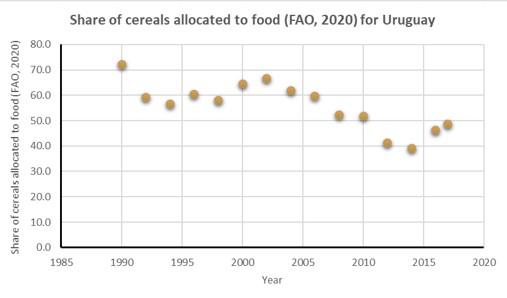 Share of cereals allocated to food (FAO, 2020) for Uruguay
Share of cereals allocated to food (FAO, 2020)
80.0
70.0
60.0
50.0
40.0
30.0
20.0
10.0
0.0
1985 1990 1995 2000 2005 2010 2015 2020
Year